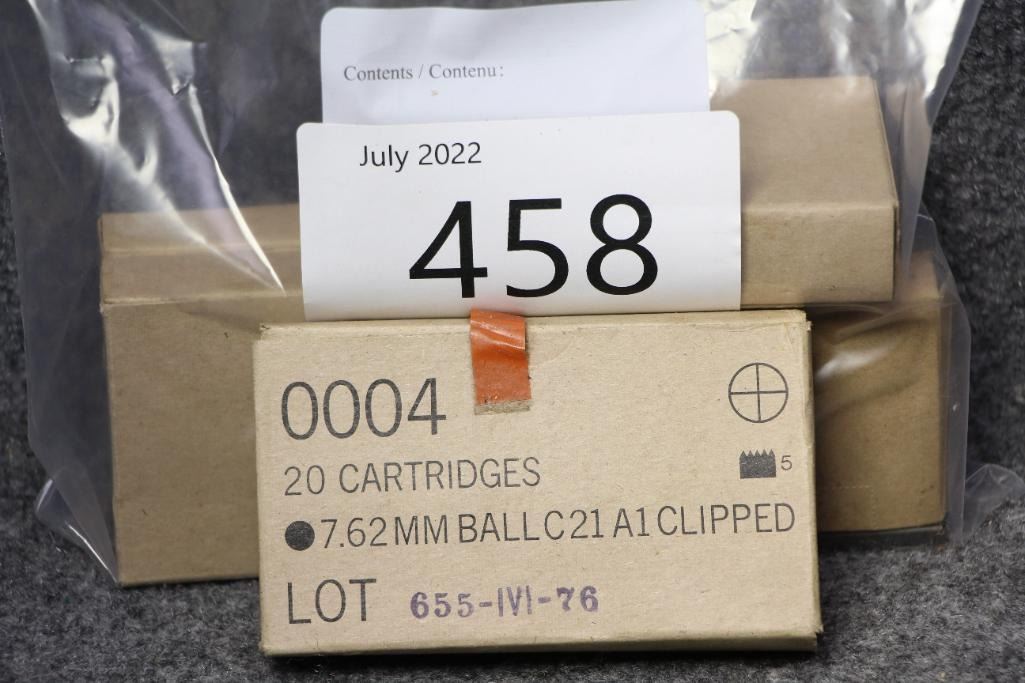 Contents / Contenu:
July 2022
458
0004
20 CARTRIDGES
5
●7.62 MM BALL C21 A1 CLIPPED
LOT 655-IVI-76